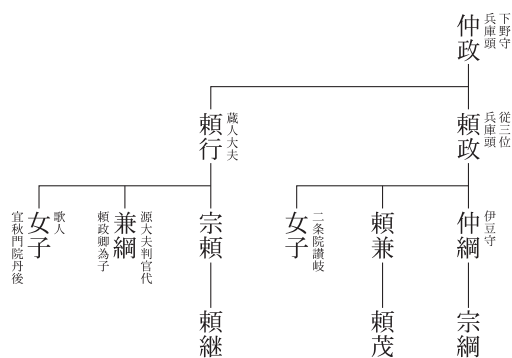 下野守
兵庫頭
仲政
従三位
兵庫頭
頼政
蔵人大夫
頼行
伊豆守
仲綱
頼兼
二条院讃岐
女子
宗頼
源大夫判官代
兼綱
頼政卿為子
歌人
女子
宜秋門院丹後
宗綱
頼茂
頼継